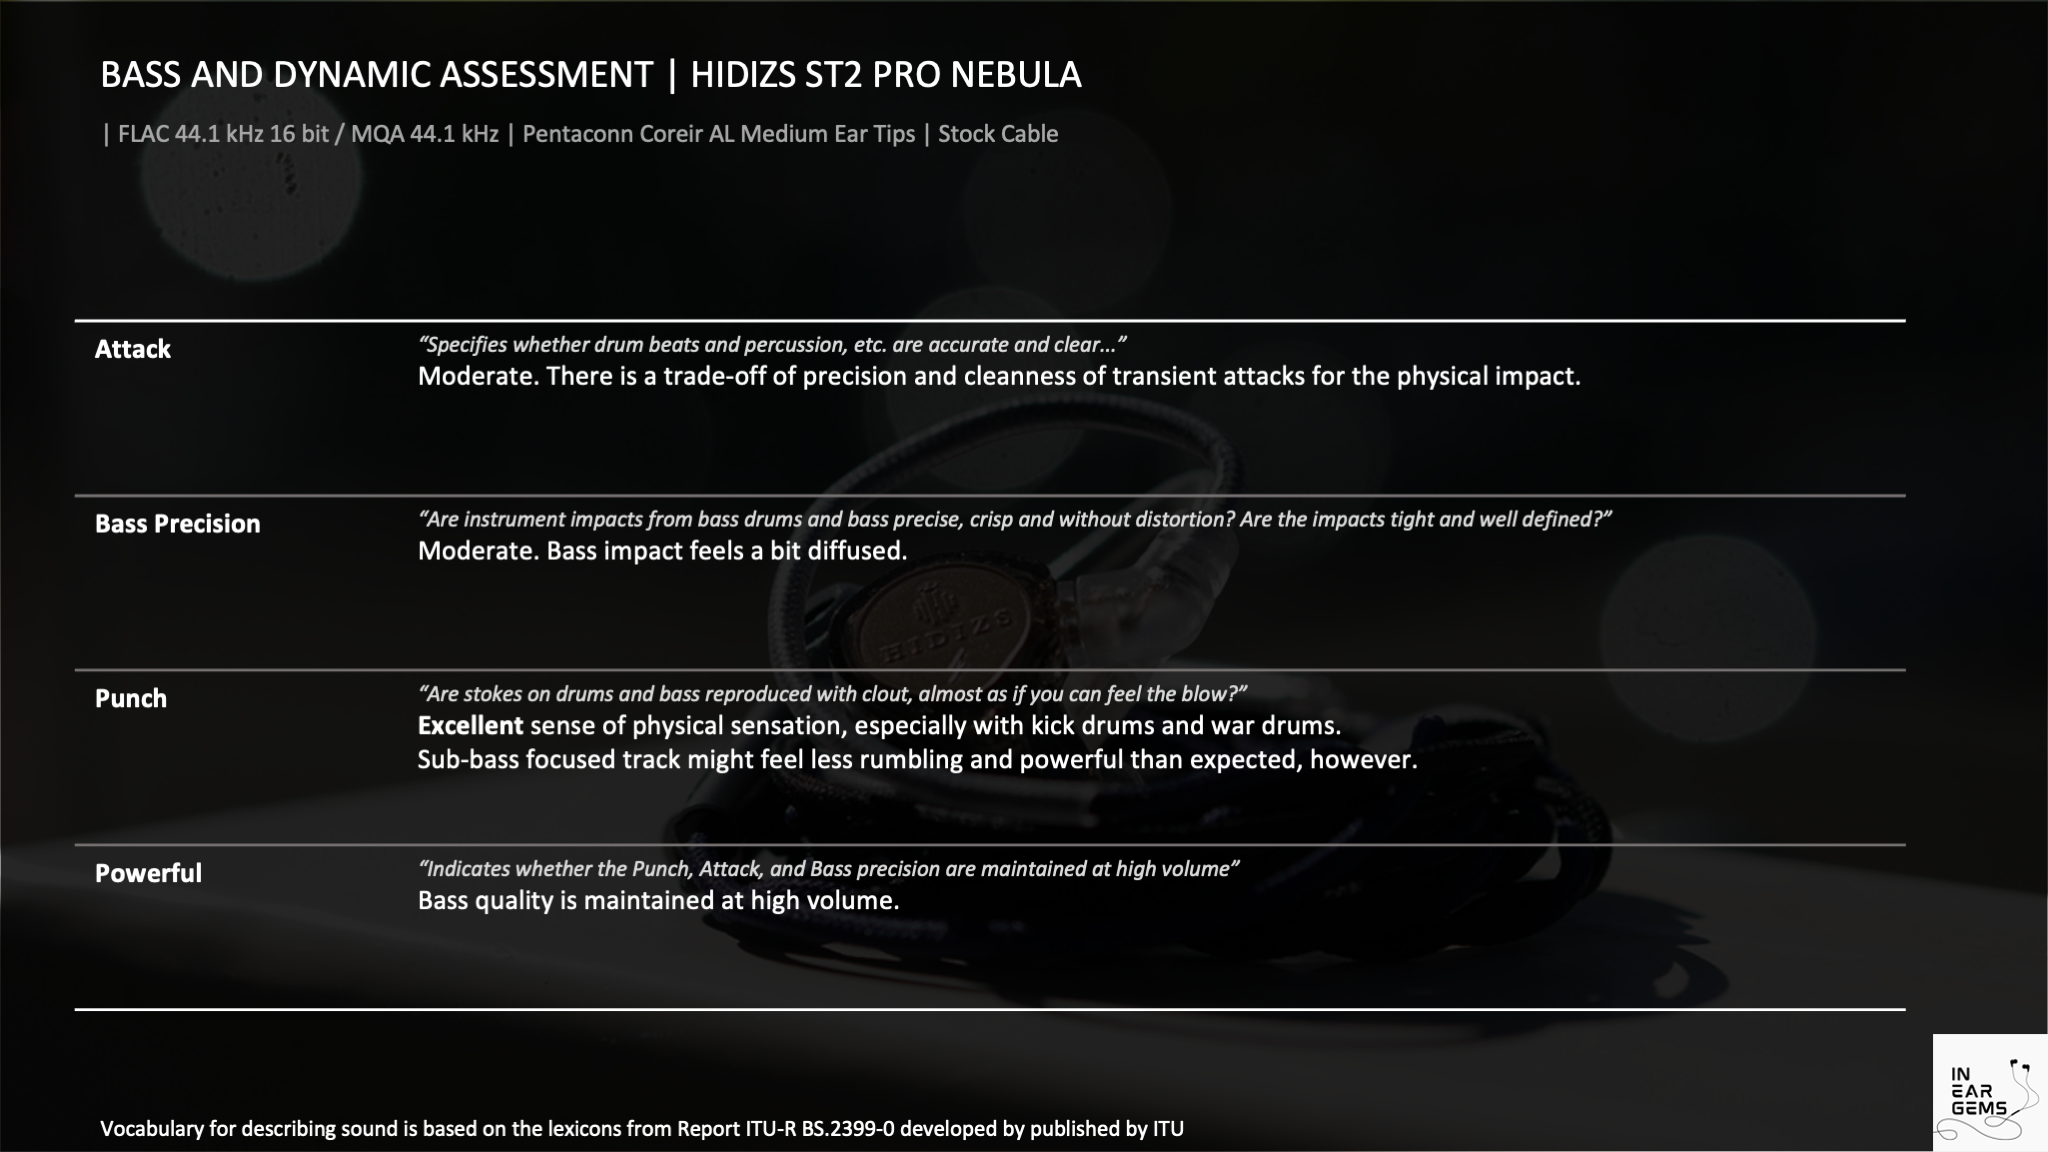 BASS AND DYNAMIC ASSESSMENT | HIDIZS ST2 PRO NEBULA
| FLAC 44.1 kHz 16 bit / MQA 44.1 kHz | Pentaconn Coreir AL Medium Ear Tips | Stock Cable
Attack
“Specifies whether drum beats and percussion, etc. are accurate and clear...”
Moderate. There is a trade-off of precision and cleanness of transient attacks for the physical impact.
Bass Precision
“Are instrument impacts from bass drums and bass precise, crisp and without distortion? Are the impacts tight and well defined?”
Moderate. Bass impact feels a bit diffused.
HIDIZS
Punch
“Are stokes on drums and bass reproduced with clout, almost as if you can feel the blow?”
Excellent sense of physical sensation, especially with kick drums and war drums.
Sub-bass focused track might feel less rumbling and powerful than expected, however.
Powerful
“Indicates whether the Punch, Attack, and Bass precision are maintained at high volume”
Bass quality is maintained at high volume.
IN
EAR
GEMS
Vocabulary for describing sound is based on the lexicons from Report ITU-R BS.2399-0 developed by published by ITU